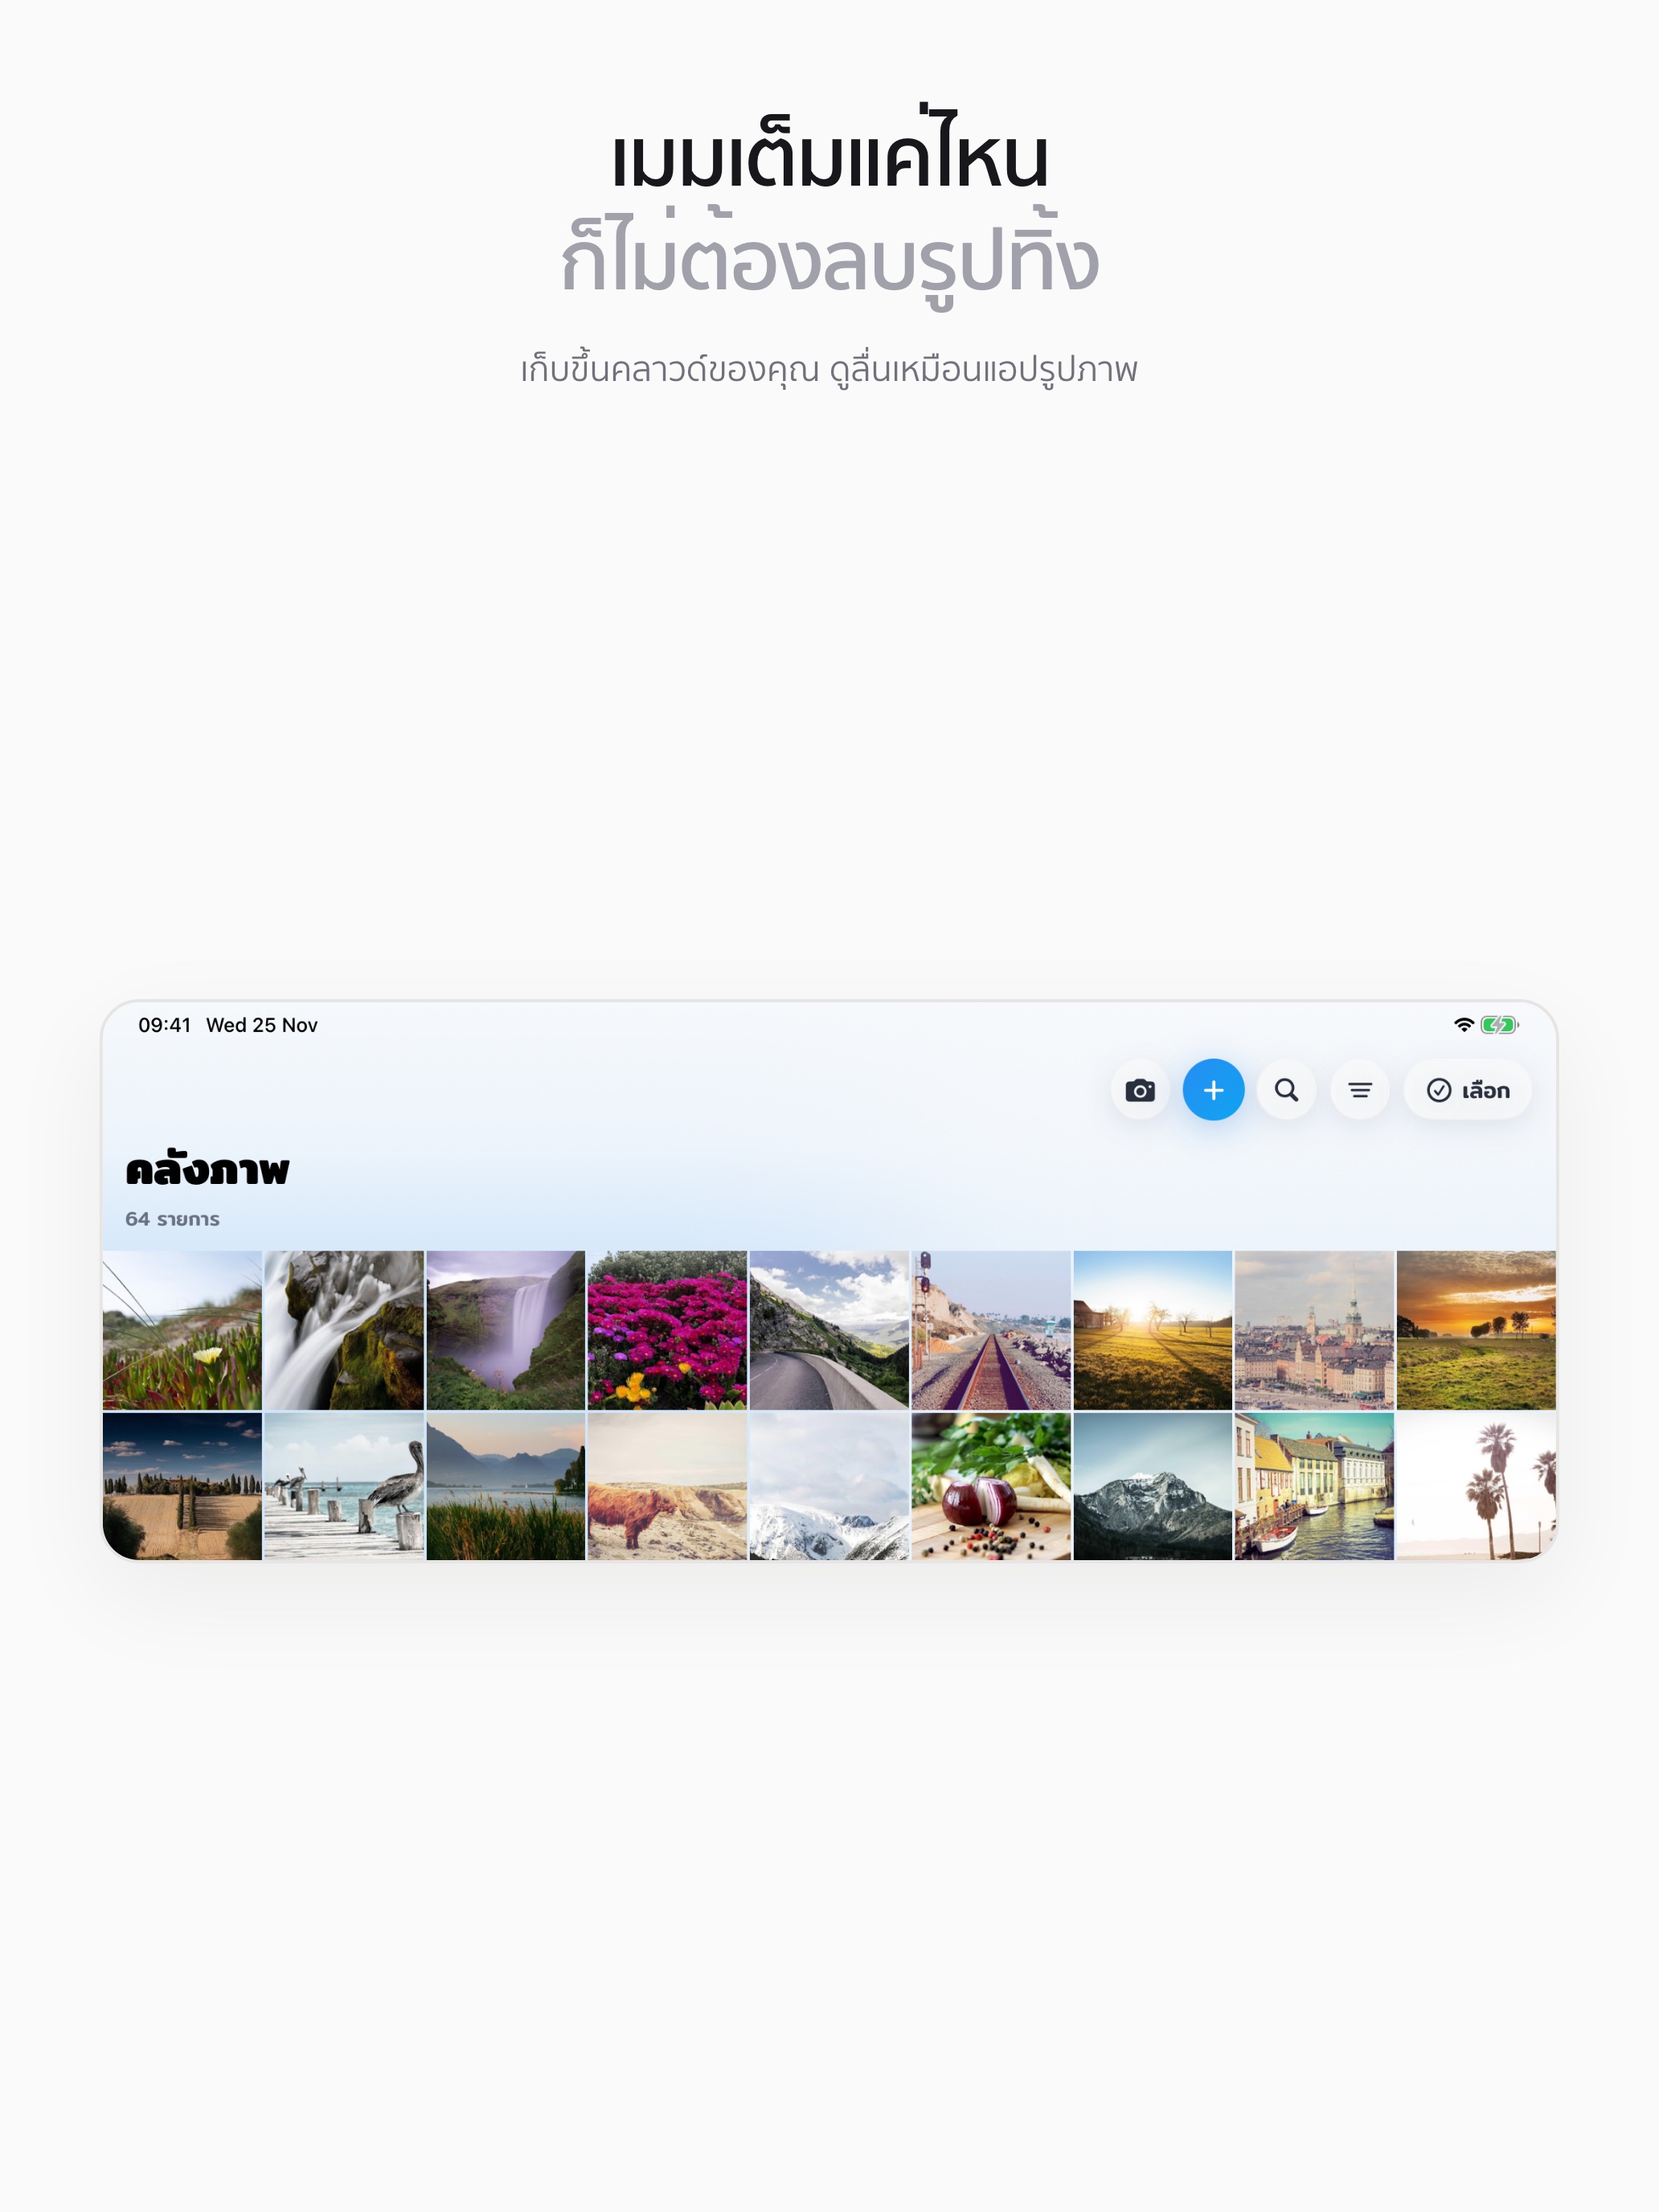 เมมเต็มแค่ไหน
ก็ไม่ต้องลบรูปทิ้ง
เก็บขึ้นคลาวด์ของคุณ ดูลื่นเหมือนแอปรูปภาพ
09:41 Wed 25 Nov
เลือก
คลังภาพ
64 รายการ